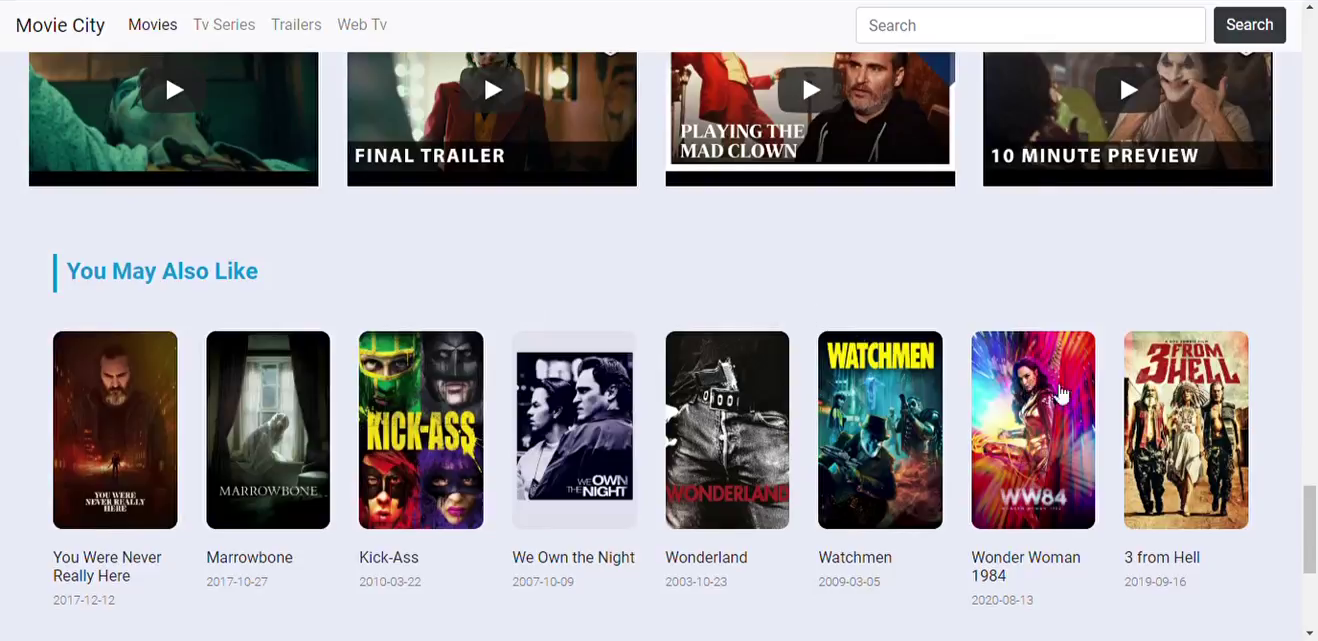 Movie City
Movies
Tv Series
Trailers
Web Tv
Search
Search
FINAL TRAILER
PLAYING THE
MAD CLOWN
10 MINUTE PREVIEW
You May Also Like
YOU WERE
NEVER REALLY
HERE
MARROWBONE
KICK-ASS
WE OWN
THE NIGHT
WONDERLAND
WATCHMEN
WW84
3 FROM
HELL
You Were Never
Really Here
2017-12-12
Marrowbone
2017-10-27
Kick-Ass
2010-03-22
We Own the Night
2007-10-09
Wonderland
2003-10-23
Watchmen
2009-03-05
Wonder Woman
1984
2020-08-13
3 from Hell
2019-09-16